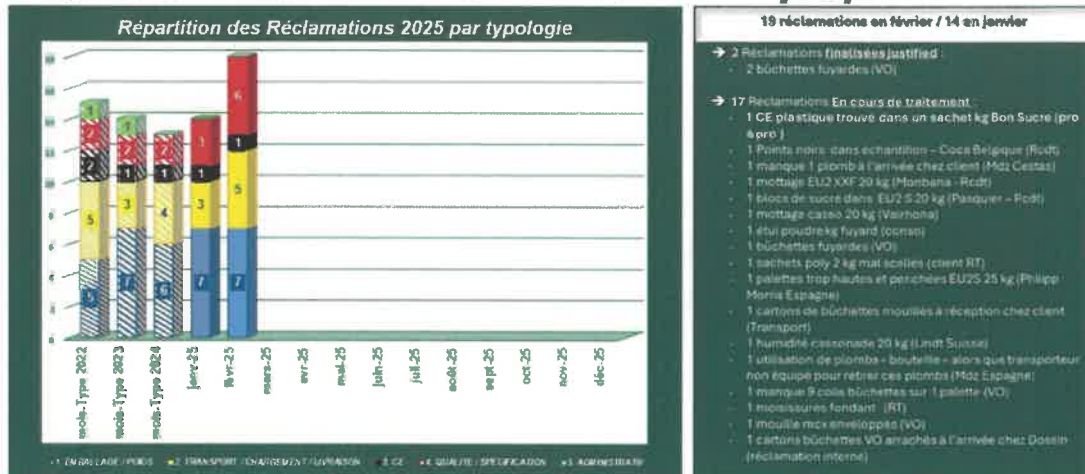 Répartition des Réclamations 2025 par typologie
1
2
2
5
5
1
2
1
3
7
2
1
4
6
3
1
3
7
6
1
5
7
mois-Type 2022
mois-Type 2023
mois-Type 2024
janv-25
févr-25
mars-25
avr-25
mai-25
juin-25
juil-25
août-25
sept-25
oct-25
nov-25
déc-25
1 EMBALLAGE / POIDS 2 TRANSPORT / CHARGEMENT / LIVRAISON 3 CE 4 QUALITE / SPECIFICATION 5 ADMINISTRATIF
19 réclamations en février / 14 en janvier
→ 2 Réclamations finalisées justified :
- 2 bûchettes fuyardes (VO)
→ 17 Réclamations En cours de traitement :
- 1 CE plastique trouvé dans un sachet kg Bon Sucre (pro
à pro )
- 1 Points noirs dans échantillon – Coca Belgique (Rcdt)
- 1 manque 1 plomb à l'arrivée chez client (Mdz Cestas)
- 1 mottage EU2 XXF 20 kg (Monbana - Rcdt)
- 1 blocs de sucre dans EU2 S 20 kg (Pasquier – Rcdt)
- 1 mottage casso 20 kg (Valrhona)
- 1 étui poudre kg fuyard (conso)
- 1 bûchettes fuyardes (VO)
- 1 sachets poly 2 kg mal scellés (client RT)
- 1 palettes trop hautes et penchées EU2S 25 kg (Philipp
Morris Espagne)
- 1 cartons de bûchettes mouillés à réception chez client
(Transport)
- 1 humidité cassonade 20 kg (Lindt Suisse)
- 1 utilisation de plombs - bouteille – alors que transporteur
non équipé pour retirer ces plombs (Mdz Espagne)
- 1 manque 9 colis bûchettes sur 1 palette (VO)
- 1 moisissures fondant (RT)
- 1 mouille mcx enveloppés (VO)
- 1 cartons bûchettes VO arrachés à l'arrivée chez Dossin
(réclamation interne)